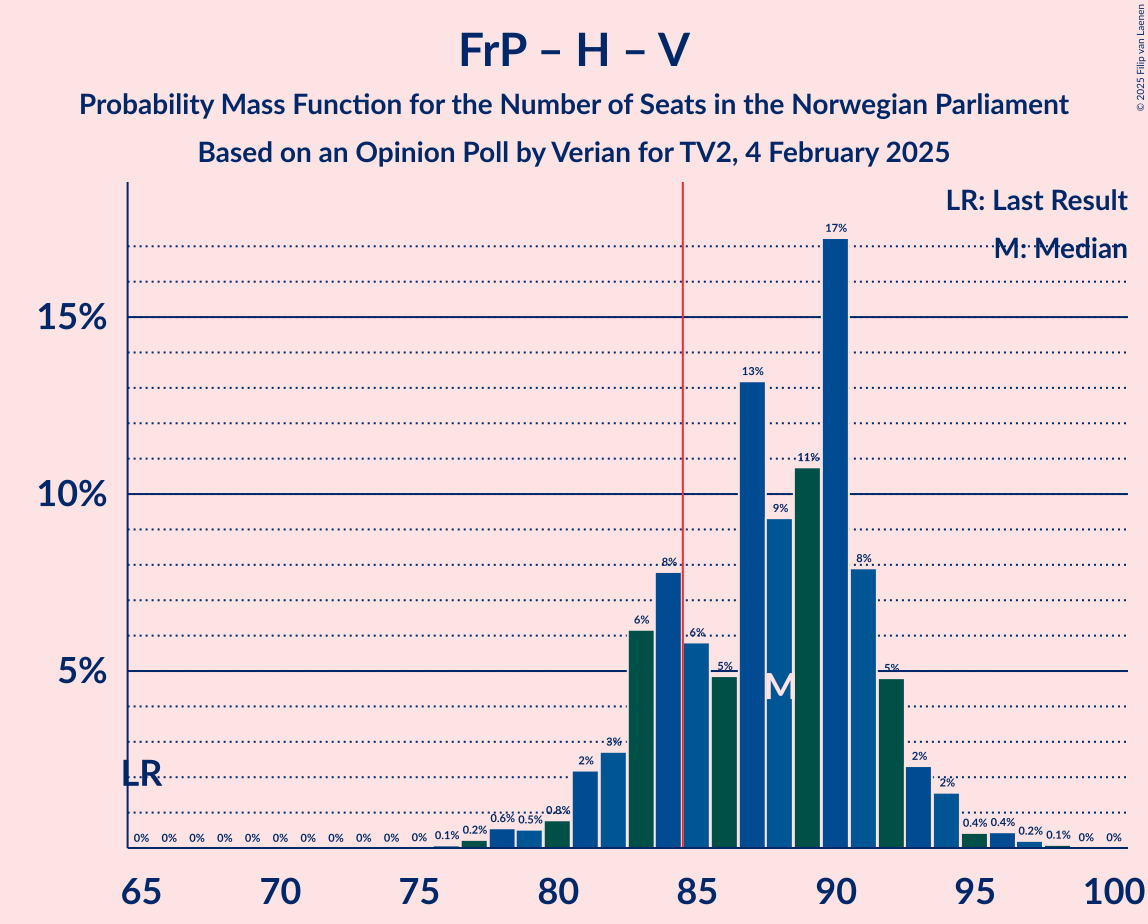 FrP – H – V
Probability Mass Function for the Number of Seats in the Norwegian Parliament
Based on an Opinion Poll by Verian for TV2, 4 February 2025
© 2025 Filip van Laenen
LR: Last Result
M: Median
15%
10%
5%
LR
M
0% 0% 0% 0% 0% 0% 0% 0% 0% 0% 0% 0.1% 0.2% 0.6% 0.5% 0.8% 2% 3% 6% 8% 6% 5% 13% 9% 11% 17% 8% 5% 2% 2% 0.4% 0.4% 0.2% 0.1% 0% 0%
65 70 75 80 85 90 95 100